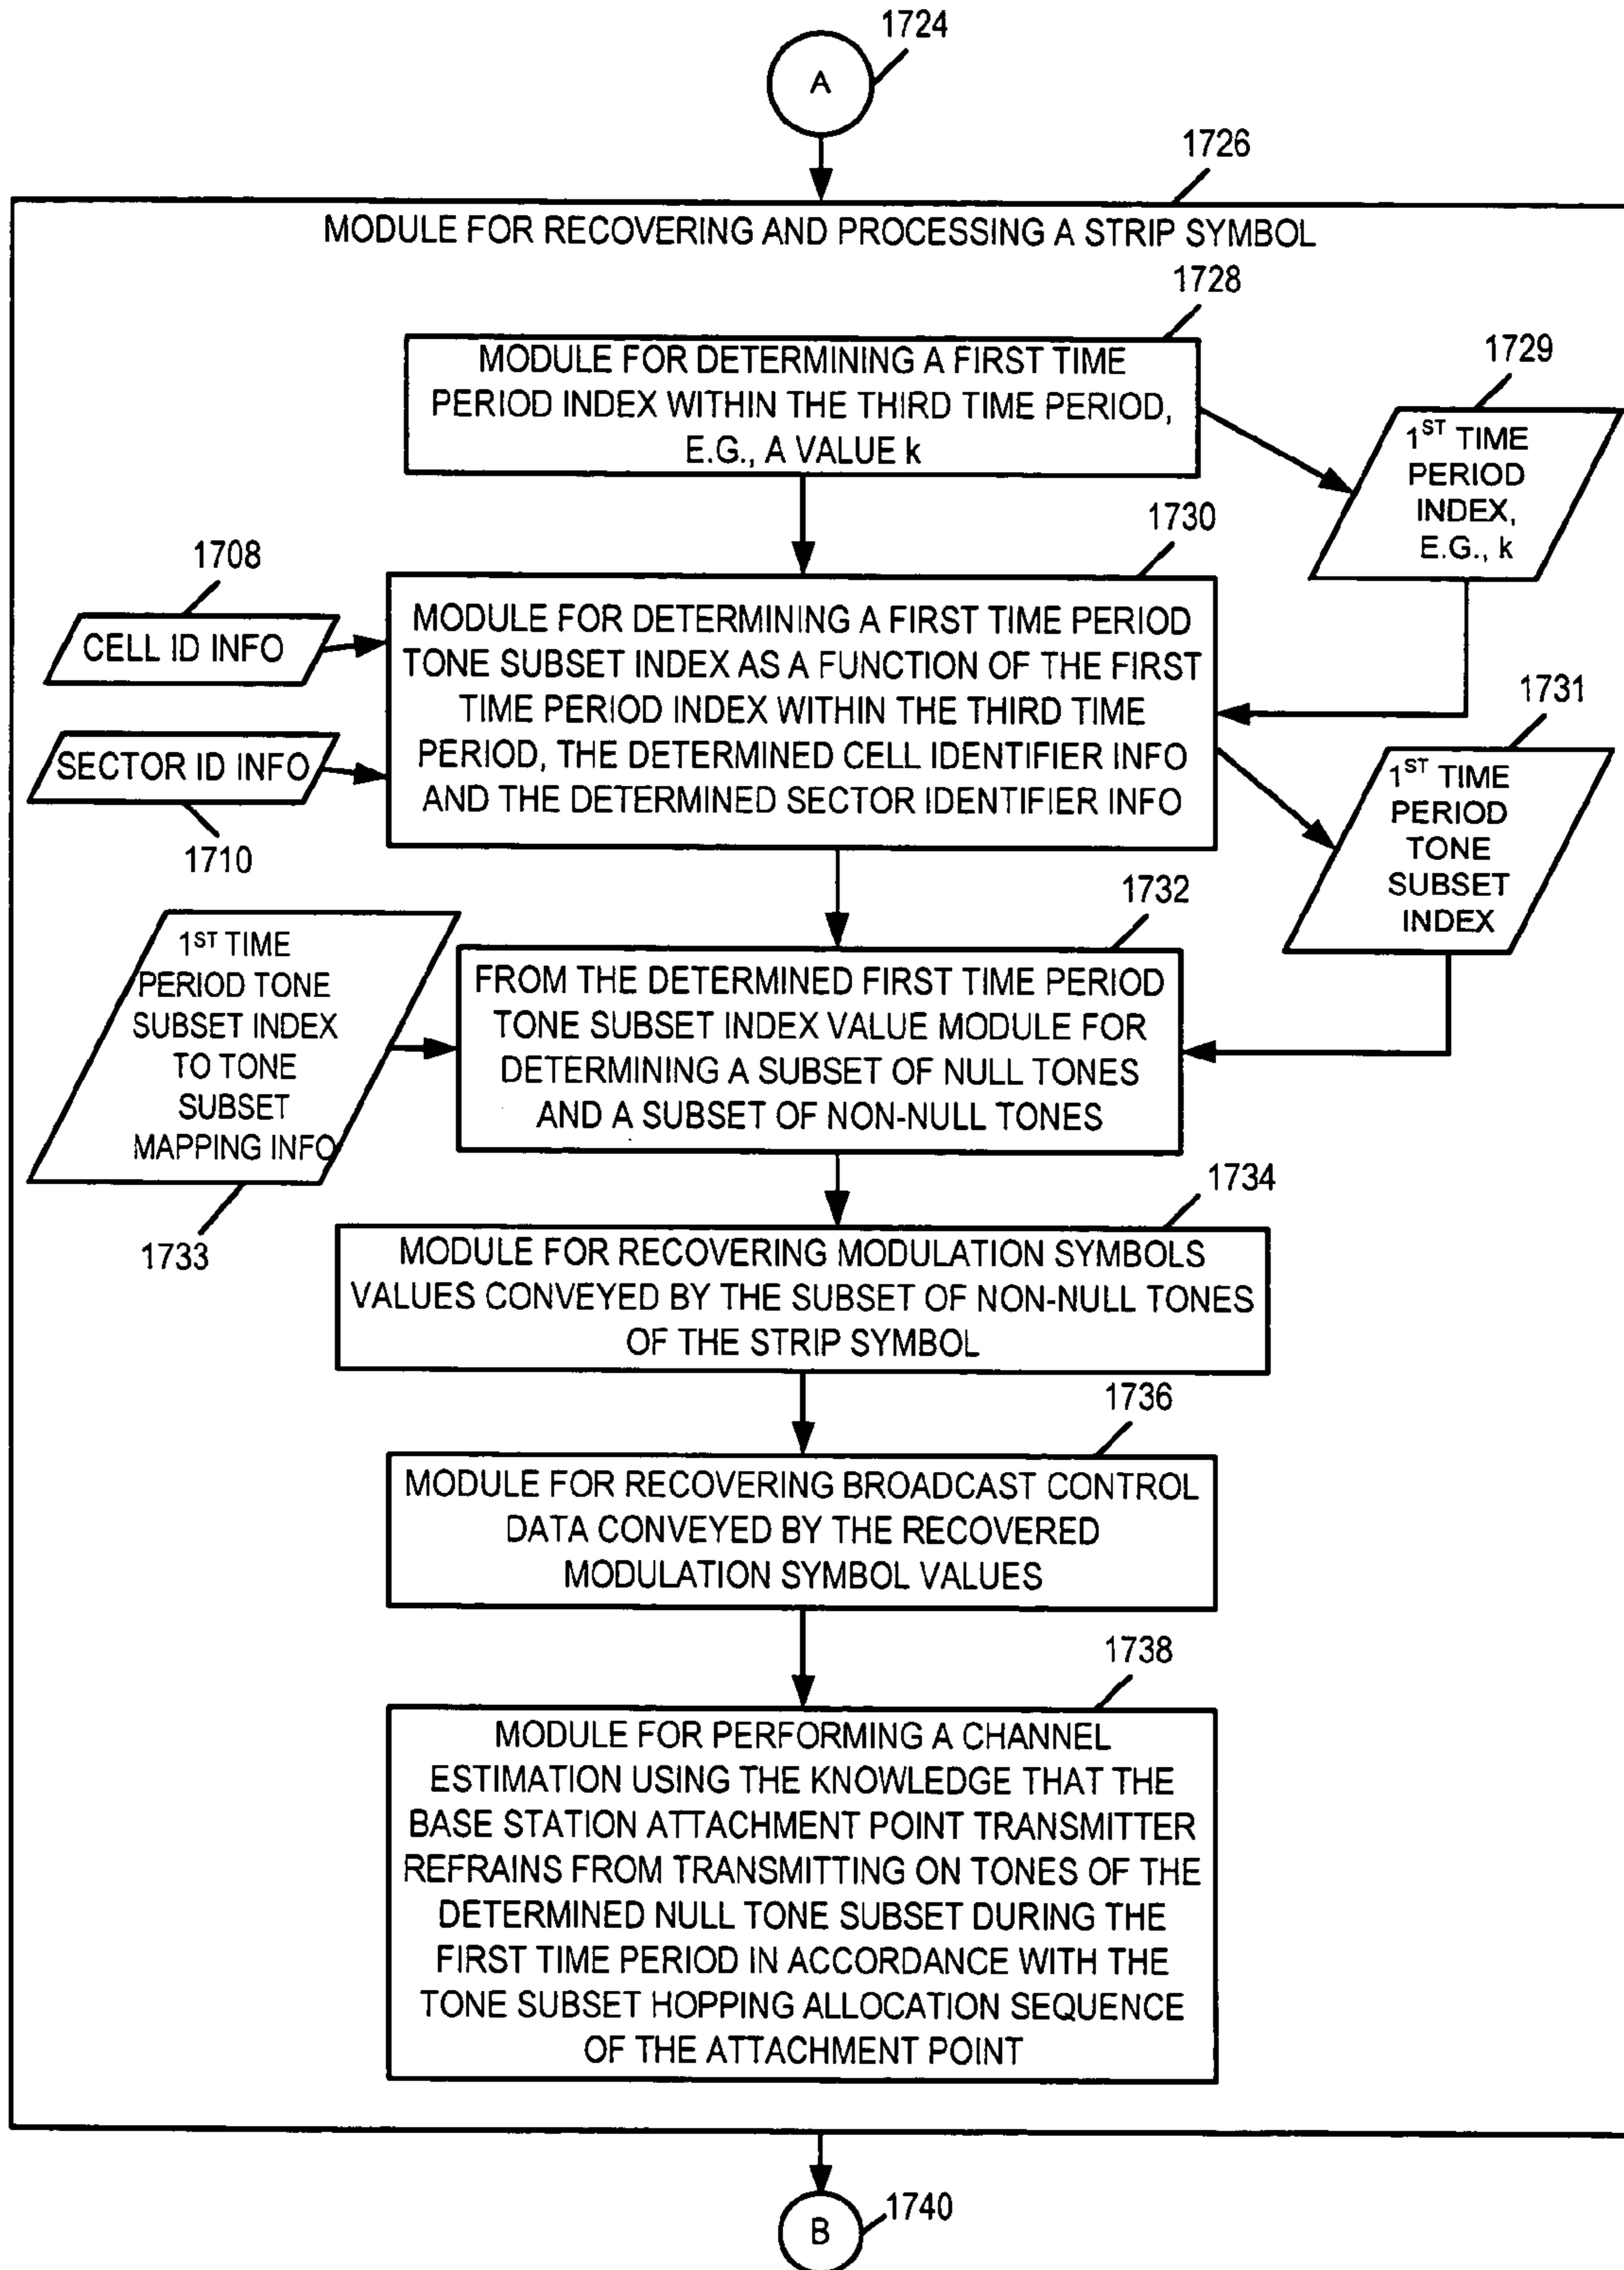 1724
A
1726
MODULE FOR RECOVERING AND PROCESSING A STRIP SYMBOL
1728
MODULE FOR DETERMINING A FIRST TIME
PERIOD INDEX WITHIN THE THIRD TIME PERIOD,
E.G., A VALUE k
1729
1ST TIME
PERIOD
INDEX,
E.G., k
1730
1708
CELL ID INFO
MODULE FOR DETERMINING A FIRST TIME PERIOD
TONE SUBSET INDEX AS A FUNCTION OF THE FIRST
TIME PERIOD INDEX WITHIN THE THIRD TIME
PERIOD, THE DETERMINED CELL IDENTIFIER INFO
AND THE DETERMINED SECTOR IDENTIFIER INFO
SECTOR ID INFO
1710
1731
1ST TIME
PERIOD
TONE
SUBSET
INDEX
1732
1ST TIME
PERIOD TONE
SUBSET INDEX
TO TONE
SUBSET
MAPPING INFO
1733
FROM THE DETERMINED FIRST TIME PERIOD
TONE SUBSET INDEX VALUE MODULE FOR
DETERMINING A SUBSET OF NULL TONES
AND A SUBSET OF NON-NULL TONES
1734
MODULE FOR RECOVERING MODULATION SYMBOLS
VALUES CONVEYED BY THE SUBSET OF NON-NULL TONES
OF THE STRIP SYMBOL
1736
MODULE FOR RECOVERING BROADCAST CONTROL
DATA CONVEYED BY THE RECOVERED
MODULATION SYMBOL VALUES
1738
MODULE FOR PERFORMING A CHANNEL
ESTIMATION USING THE KNOWLEDGE THAT THE
BASE STATION ATTACHMENT POINT TRANSMITTER
REFRAINS FROM TRANSMITTING ON TONES OF THE
DETERMINED NULL TONE SUBSET DURING THE
FIRST TIME PERIOD IN ACCORDANCE WITH THE
TONE SUBSET HOPPING ALLOCATION SEQUENCE
OF THE ATTACHMENT POINT
B
1740